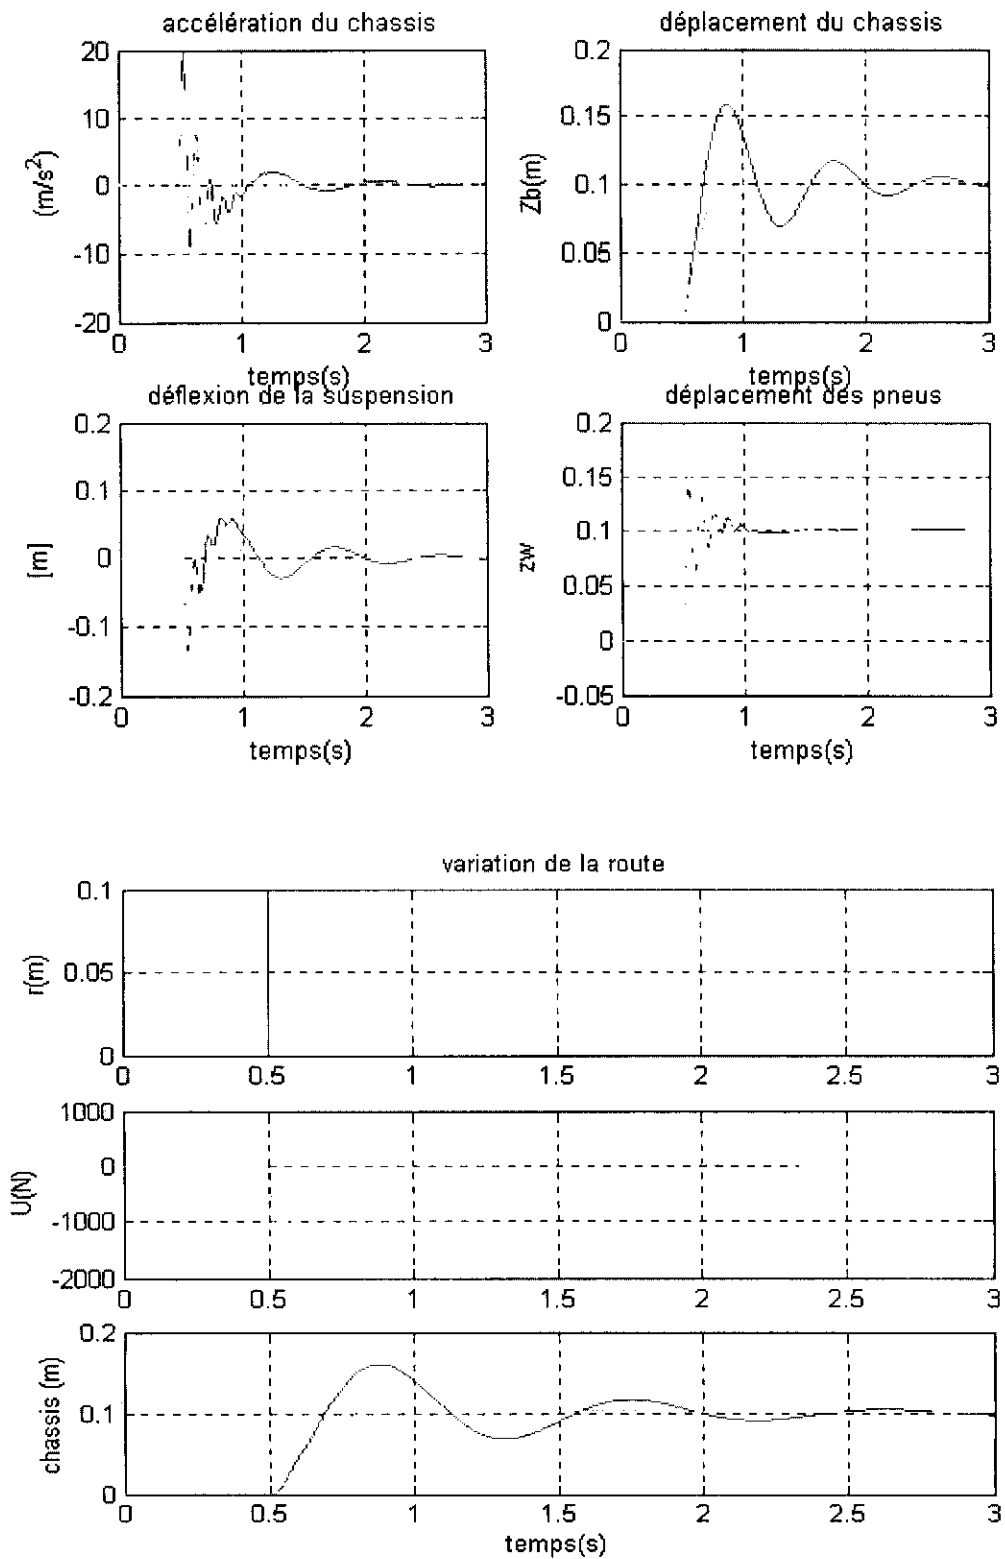 accélération du chassis
20
10
0
-10
-20
(m/s²)
0 1 2 3
temps(s)
déplacement du chassis
0.2
0.15
0.1
0.05
0
Zb(m)
0 1 2 3
temps(s)
déflexion de la suspension
0.2
0.1
0
-0.1
-0.2
[m]
0 1 2 3
temps(s)
déplacement des pneus
0.2
0.15
0.1
0.05
0
-0.05
zw
0 1 2 3
temps(s)
variation de la route
0.1
0.05
0
r(m)
0 0.5 1 1.5 2 2.5 3
1000
0
-1000
-2000
U(N)
0 0.5 1 1.5 2 2.5 3
0.2
0.1
0
chassis (m)
0 0.5 1 1.5 2 2.5 3
temps(s)